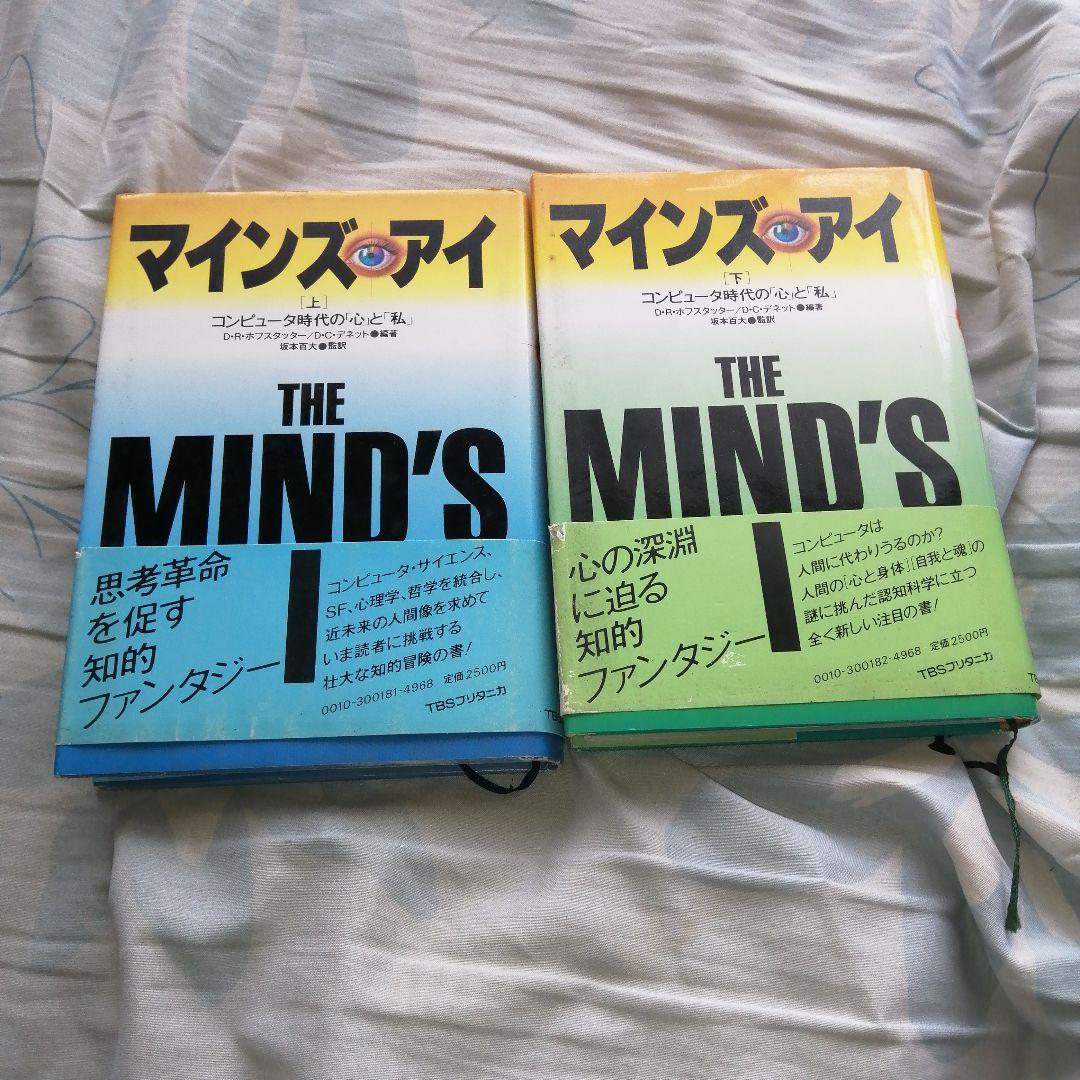 マインズ・アイ
[上]
コンピュータ時代の「心」と「私」
D・R・ホフスタッター/D・C・デネット●編著
坂本百大●監訳
THE
MIND'S
I
思考革命
を促す
知的
ファンタジー
コンピュータ・サイエンス、
SF、心理学、哲学を統合し、
近未来の人間像を求めて
いま読者に挑戦する
壮大な知的冒険の書!
0010-300181-4968 定価2500円
TBSブリタニカ
マインズ・アイ
[下]
コンピュータ時代の「心」と「私」
D・R・ホフスタッター/D・C・デネット●編著
坂本百大●監訳
THE
MIND'S
I
心の深淵
に迫る
知的
ファンタジー
コンピュータは
人間に代わりうるのか?
人間の[心と身体][自我と魂]の
謎に挑んだ認知科学に立つ
全く新しい注目の書!
0010-300182-4968 定価2500円
TBSブリタニカ